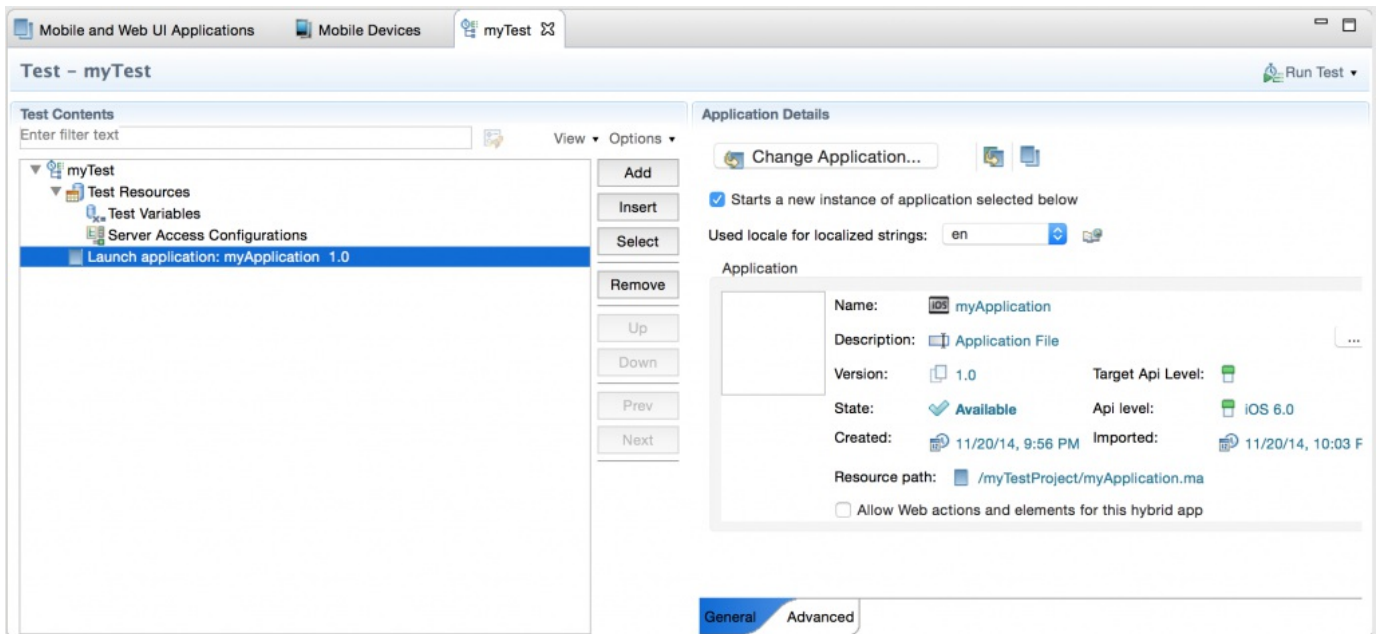 Mobile and Web UI Applications Mobile Devices myTest
Test – myTest Run Test
Test Contents
Enter filter text View Options
myTest
Test Resources
Test Variables
Server Access Configurations
Launch application: myApplication 1.0
Add
Insert
Select
Remove
Up
Down
Prev
Next
Application Details
Change Application...
Starts a new instance of application selected below
Used locale for localized strings: en
Application
Name: iOS myApplication
Description: Application File ...
Version: 1.0 Target Api Level:
State: Available Api level: iOS 6.0
Created: 11/20/14, 9:56 PM Imported: 11/20/14, 10:03 P
Resource path: /myTestProject/myApplication.ma
Allow Web actions and elements for this hybrid app
General Advanced